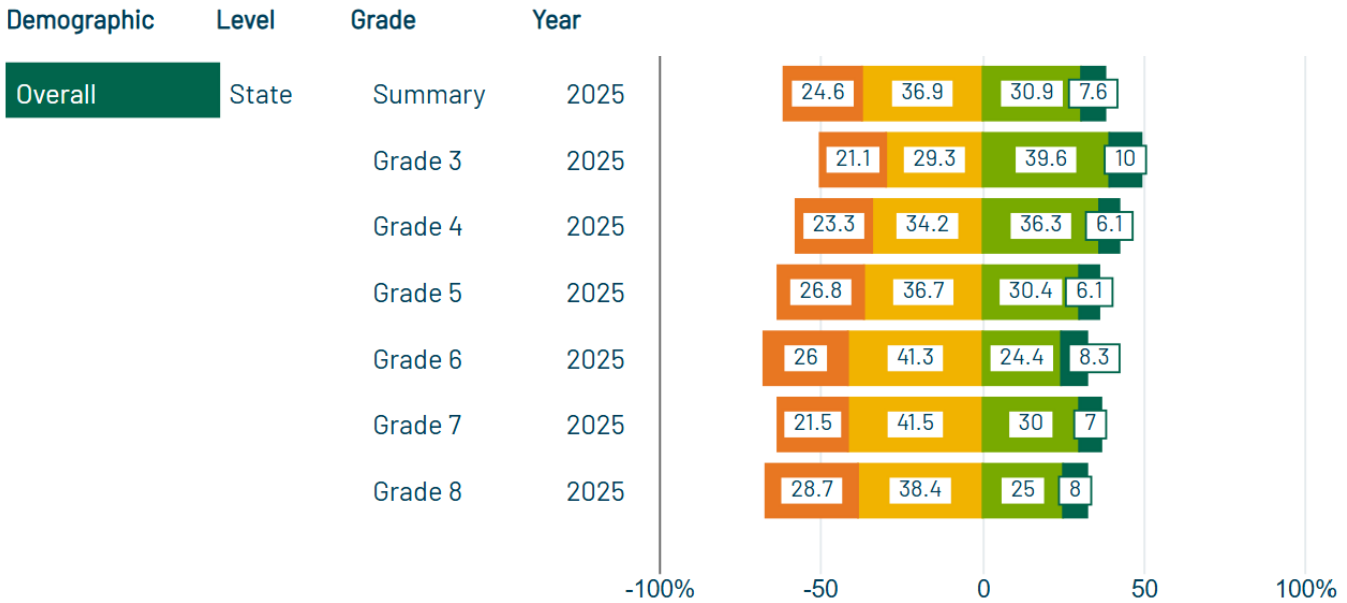 Demographic Level Grade Year
Overall State Summary 2025 24.6 36.9 30.9 7.6
Grade 3 2025 21.1 29.3 39.6 10
Grade 4 2025 23.3 34.2 36.3 6.1
Grade 5 2025 26.8 36.7 30.4 6.1
Grade 6 2025 26 41.3 24.4 8.3
Grade 7 2025 21.5 41.5 30 7
Grade 8 2025 28.7 38.4 25 8
-100% -50 0 50 100%